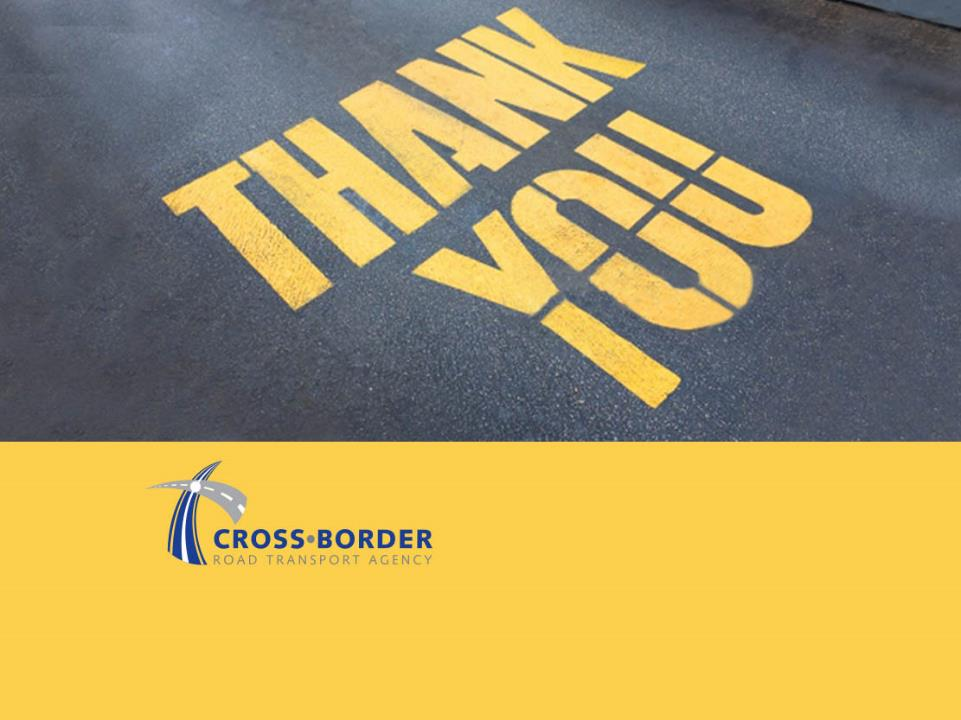 THANK
YOU
CROSS•BORDER
ROAD TRANSPORT AGENCY